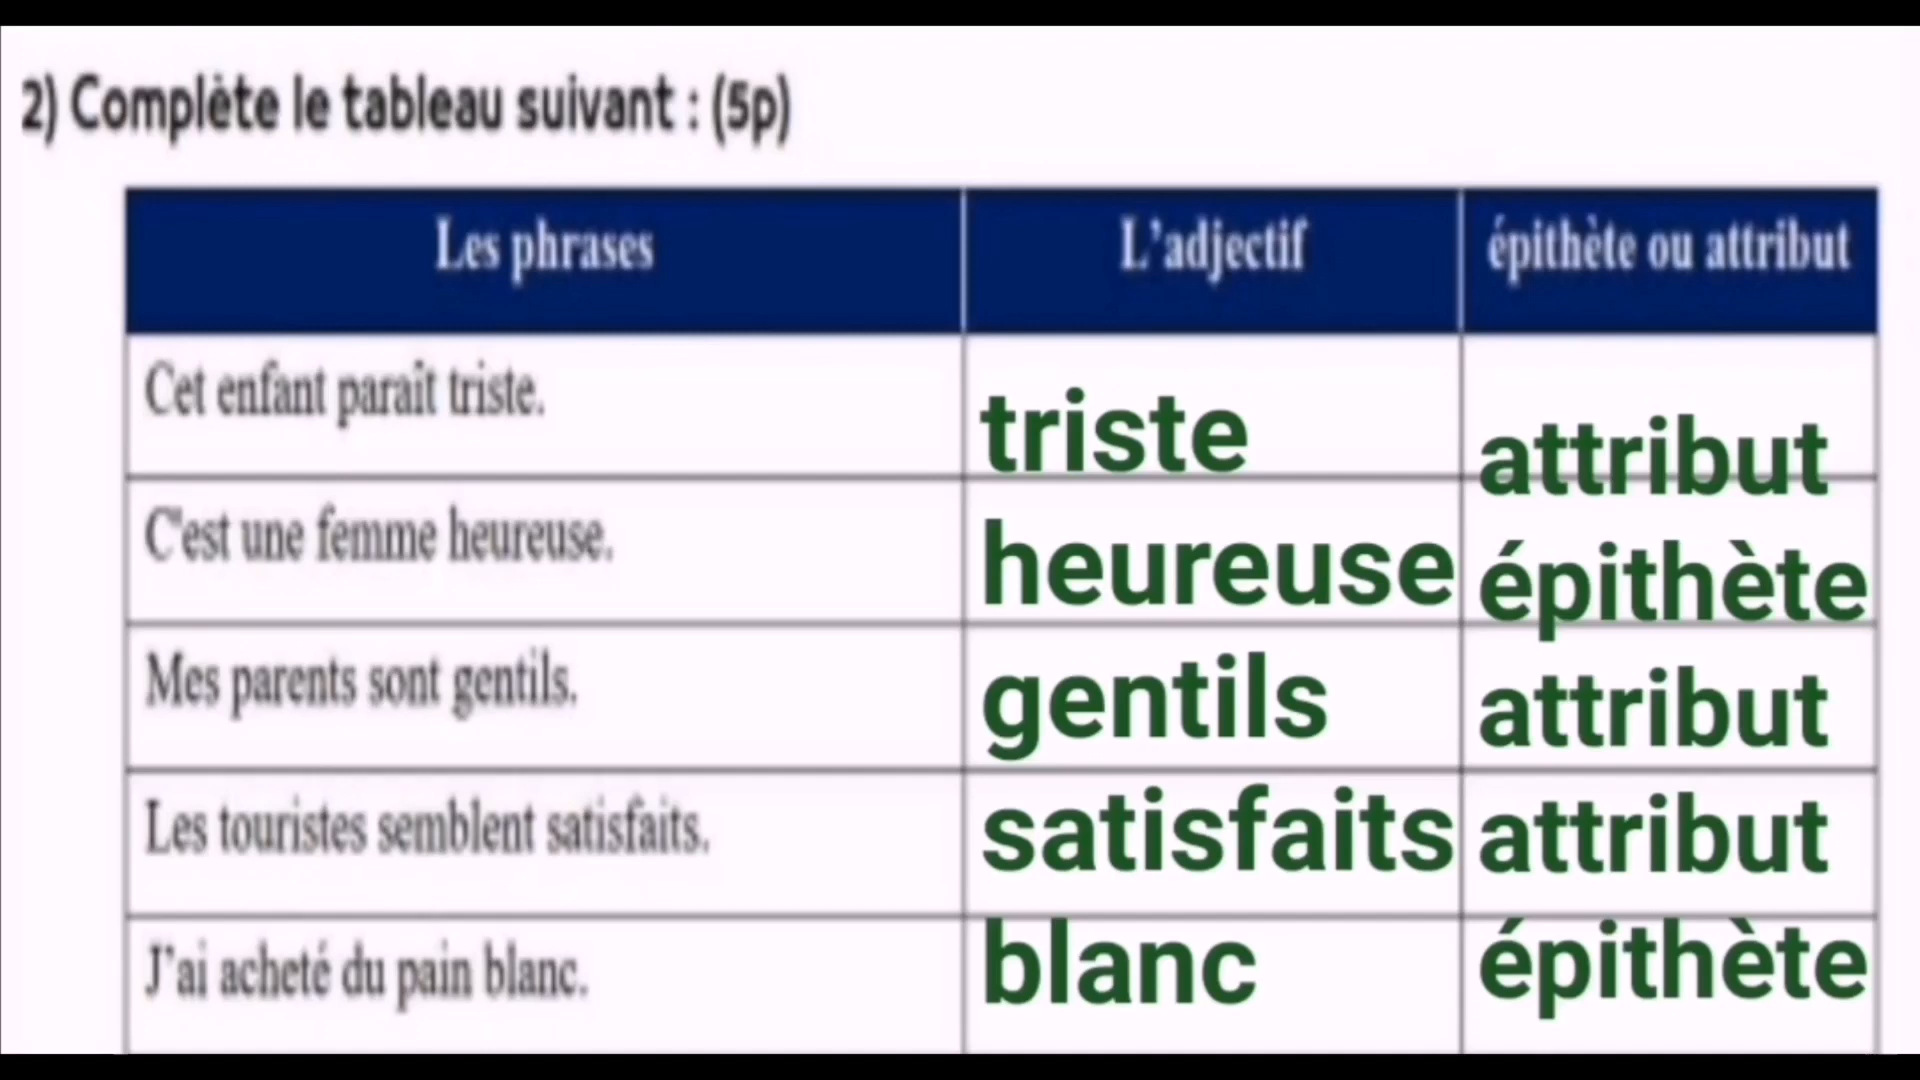 2) Complète le tableau suivant : (5p)
Les phrases L'adjectif épithète ou attribut
Cet enfant paraît triste. triste attribut
C'est une femme heureuse. heureuse épithète
Mes parents sont gentils. gentils attribut
Les touristes semblent satisfaits. satisfaits attribut
J'ai acheté du pain blanc. blanc épithète